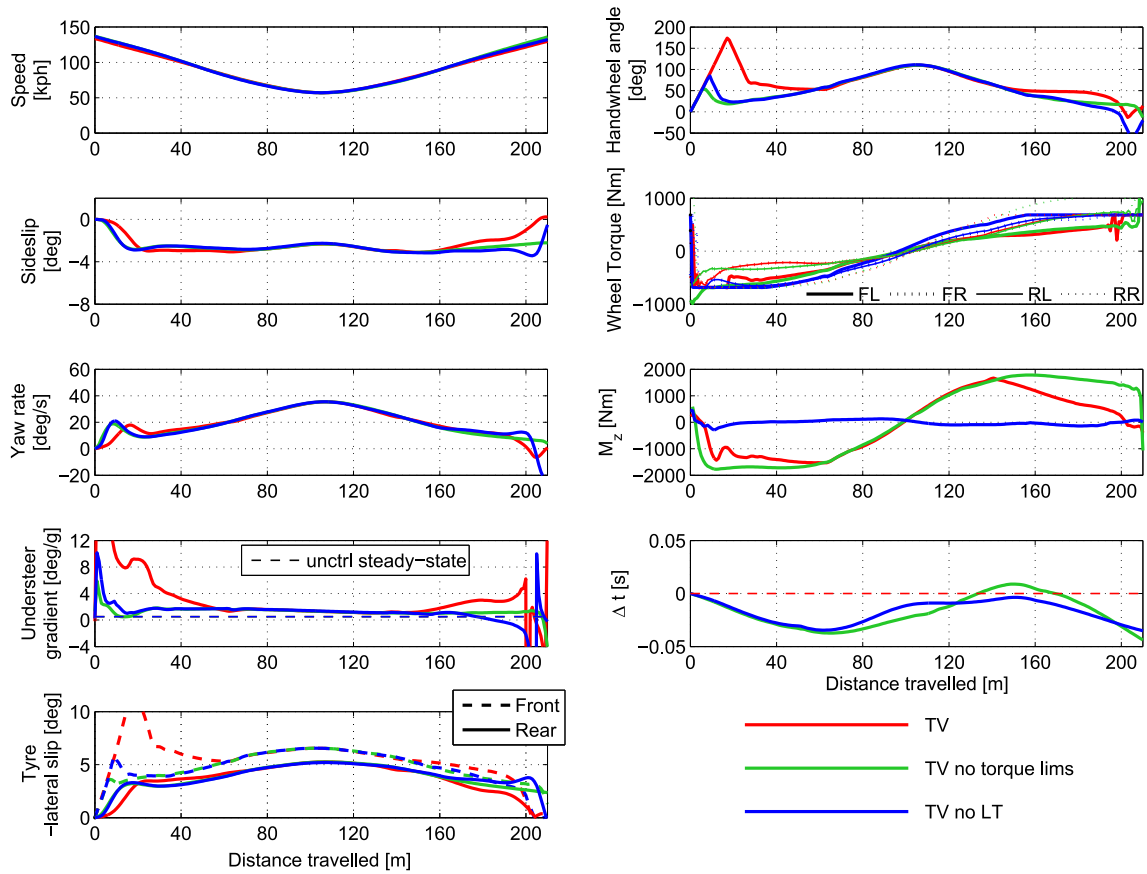 150
100
50
0
Speed
[kph]
0 40 80 120 160 200
0
−4
−8
Sideslip
[deg]
0 40 80 120 160 200
60
40
20
0
−20
Yaw rate
[deg/s]
0 40 80 120 160 200
12
8
4
0
−4
Understeer
gradient [deg/g]
unctrl steady−state
0 40 80 120 160 200
10
5
0
Tyre
−lateral slip [deg]
Front
Rear
0 40 80 120 160 200
Distance travelled [m]
200
150
100
50
0
−50
Handwheel angle
[deg]
0 40 80 120 160 200
1000
0
−1000
Wheel Torque [Nm]
FL FR RL RR
0 40 80 120 160 200
2000
1000
0
−1000
−2000
M_z [Nm]
0 40 80 120 160 200
0.05
0
−0.05
Δ t [s]
0 40 80 120 160 200
Distance travelled [m]
TV
TV no torque lims
TV no LT